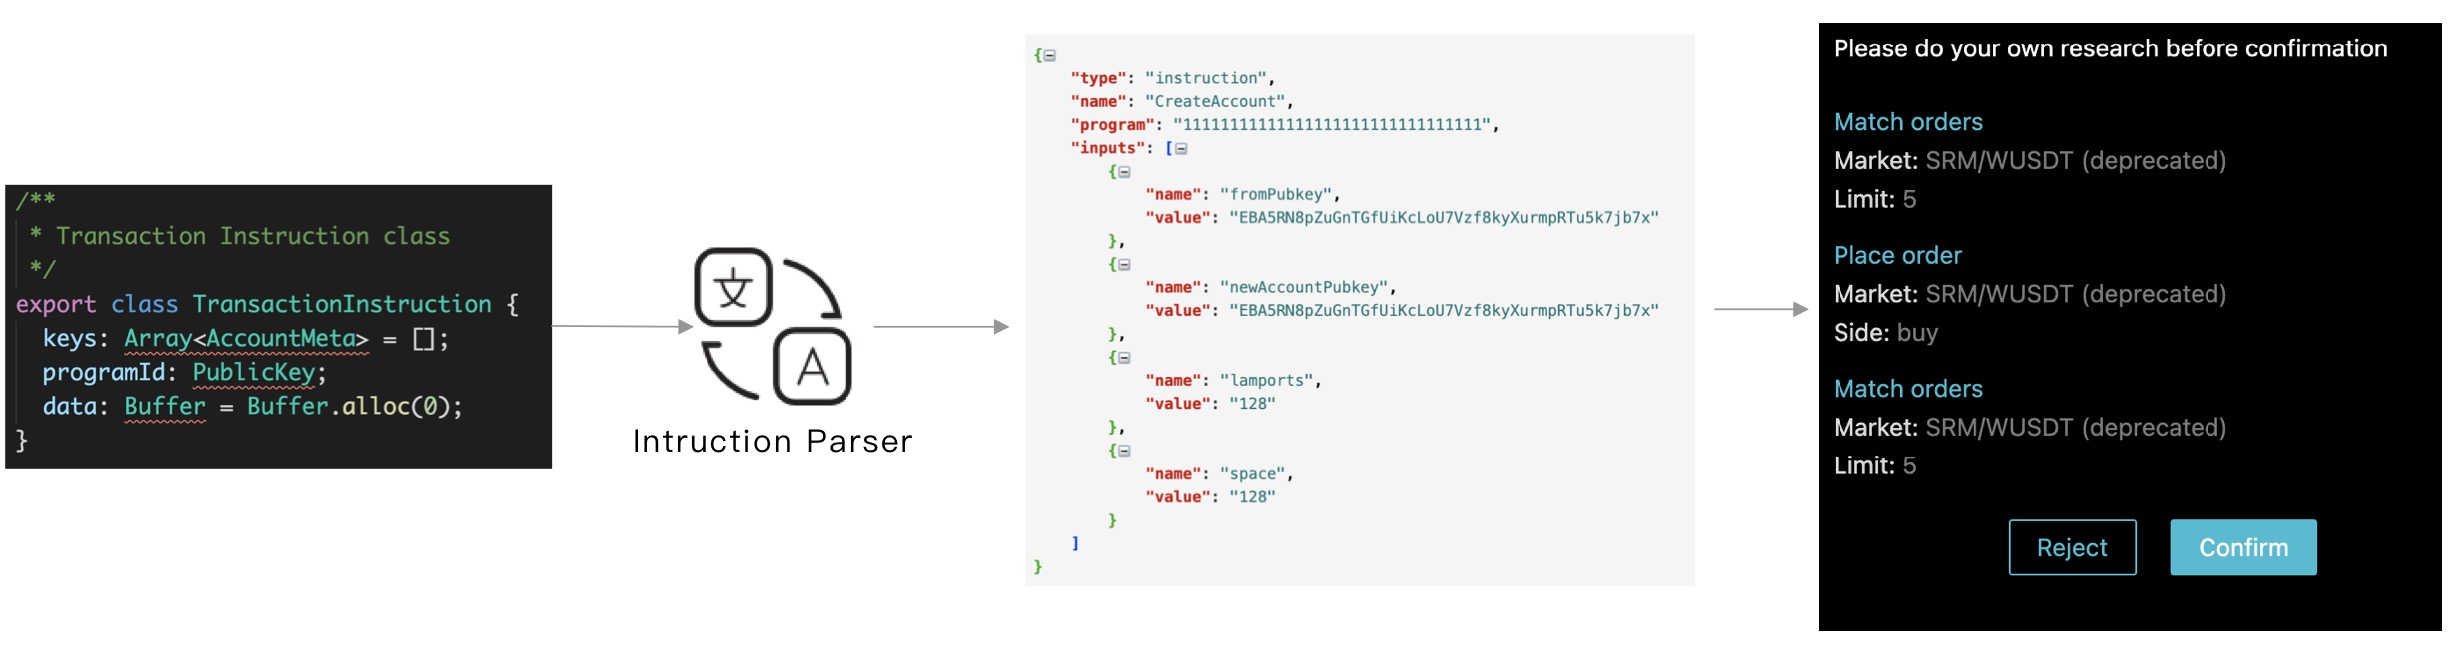 /**
 * Transaction Instruction class
 */
export class TransactionInstruction {
  keys: Array<AccountMeta> = [];
  programId: PublicKey;
  data: Buffer = Buffer.alloc(0);
}
文
A
Intruction Parser
{
"type": "instruction",
"name": "CreateAccount",
"program": "11111111111111111111111111111111",
"inputs": [
{
"name": "fromPubkey",
"value": "EBA5RN8pZuGnTGfUiKcLoU7Vzf8kyXurmpRTu5k7jb7x"
},
{
"name": "newAccountPubkey",
"value": "EBA5RN8pZuGnTGfUiKcLoU7Vzf8kyXurmpRTu5k7jb7x"
},
{
"name": "lamports",
"value": "128"
},
{
"name": "space",
"value": "128"
}
]
}
Please do your own research before confirmation
Match orders
Market: SRM/WUSDT (deprecated)
Limit: 5
Place order
Market: SRM/WUSDT (deprecated)
Side: buy
Match orders
Market: SRM/WUSDT (deprecated)
Limit: 5
Reject
Confirm